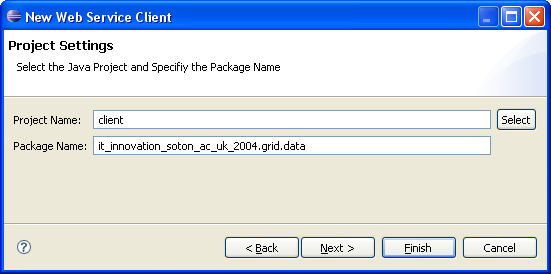 New Web Service Client
Project Settings
Select the Java Project and Specifiy the Package Name
Project Name: client Select
Package Name: it_innovation_soton_ac_uk_2004.grid.data
? < Back Next > Finish Cancel